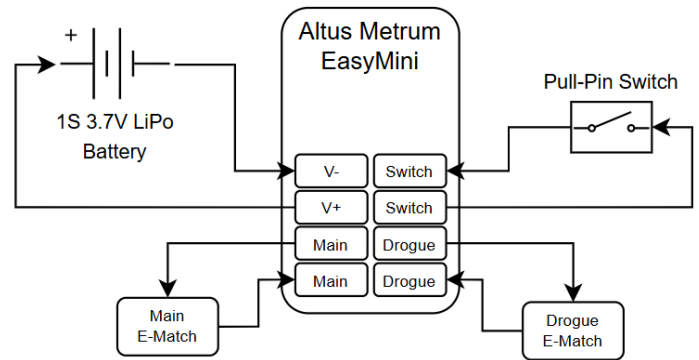 +
Altus Metrum
EasyMini
Pull-Pin Switch
1S 3.7V LiPo
Battery
V-
Switch
V+
Switch
Main
Drogue
Main
Drogue
Main
E-Match
Drogue
E-Match